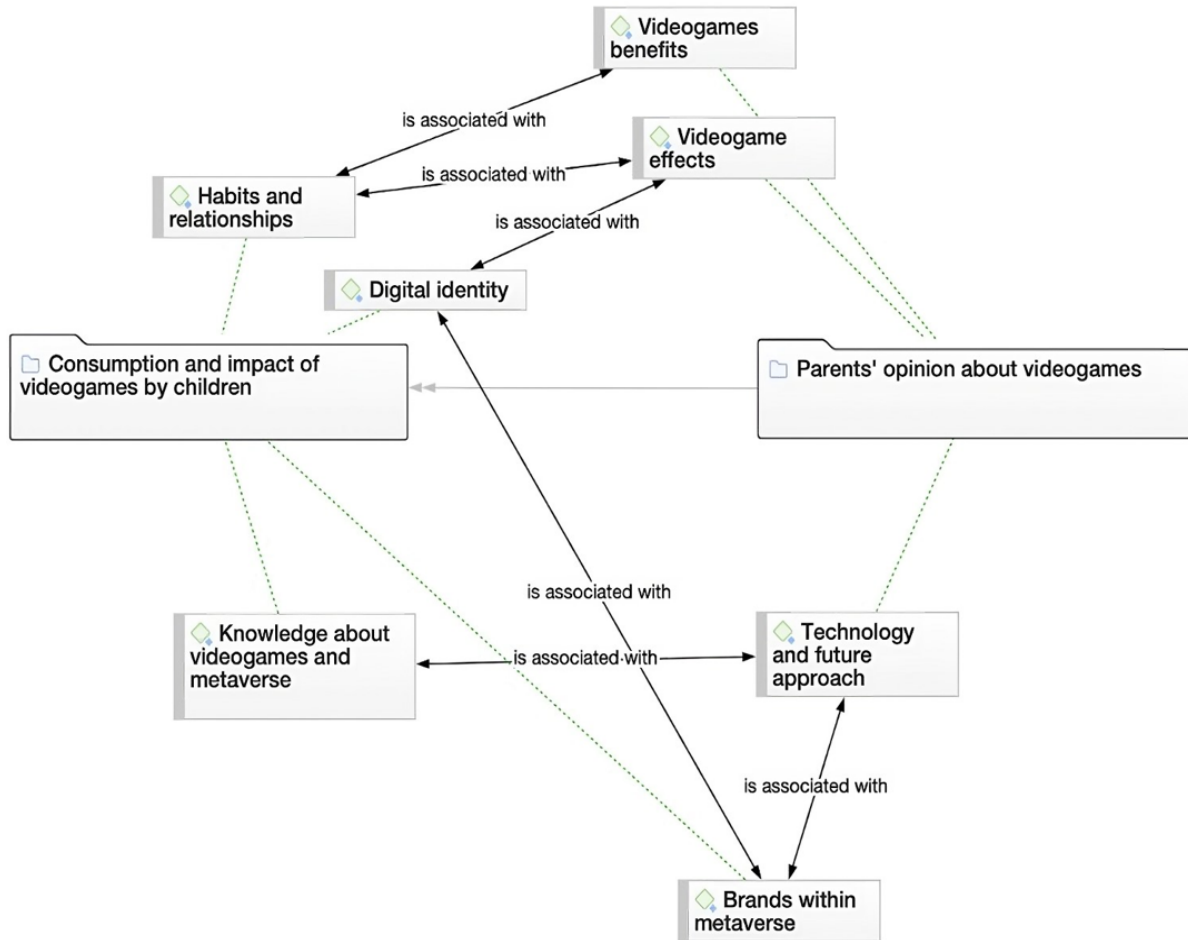 Videogames
benefits
is associated with
Videogame
effects
is associated with
Habits and
relationships
is associated with
Digital identity
Consumption and impact of
videogames by children
Parents' opinion about videogames
is associated with
Knowledge about
videogames and
metaverse
is associated with
Technology
and future
approach
is associated with
Brands within
metaverse